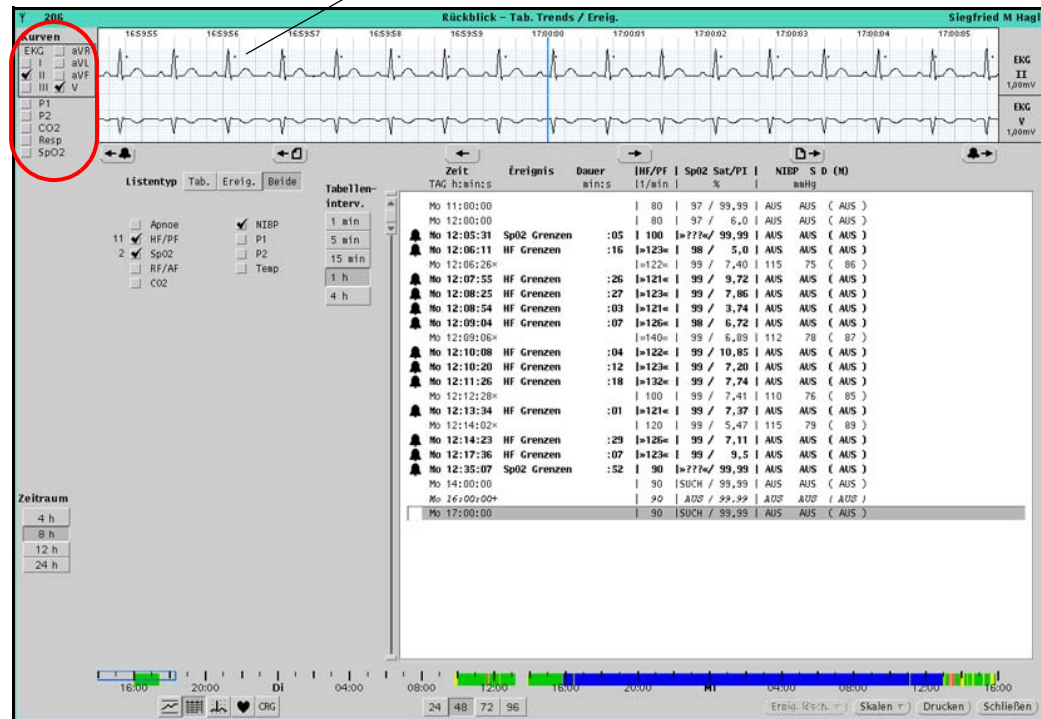 206 Rückblick – Tab. Trends / Ereig. Siegfried M Hagl
Kurven
EKG aVR
I aVL
II aVF
III V
P1
P2
CO2
Resp
SpO2
16:59:55 16:59:56 16:59:57 16:59:58 16:59:59 17:00:00 17:00:01 17:00:02 17:00:03 17:00:04 17:00:05
EKG
II
1,00mV
EKG
V
1,00mV
Listentyp Tab. Ereig. Beide
Apnoe NIBP
11 HF/PF P1
2 SpO2 P2
RF/AF Temp
CO2
Tabellen-
interv.
1 min
5 min
15 min
1 h
4 h
Zeit Ereignis Dauer |HF/PF | SpO2 Sat/PI | NIBP S D (M)
TAG h:min:s min:s |1/min | % | mmHg
Mo 11:00:00 | 80 | 97 / 99,99 | AUS AUS ( AUS )
Mo 12:00:00 | 80 | 97 / 6,0 | AUS AUS ( AUS )
Mo 12:05:31 SpO2 Grenzen :05 | 100 |»???«/ 99,99 | AUS AUS ( AUS )
Mo 12:06:11 HF Grenzen :16 |»123« | 98 / 5,0 | AUS AUS ( AUS )
Mo 12:06:26× |»122« | 99 / 7,40 | 115 75 ( 86 )
Mo 12:07:55 HF Grenzen :26 |»121« | 99 / 9,72 | AUS AUS ( AUS )
Mo 12:08:25 HF Grenzen :27 |»123« | 99 / 7,86 | AUS AUS ( AUS )
Mo 12:08:54 HF Grenzen :03 |»121« | 99 / 3,74 | AUS AUS ( AUS )
Mo 12:09:04 HF Grenzen :07 |»126« | 98 / 6,72 | AUS AUS ( AUS )
Mo 12:09:06× |»140« | 99 / 6,89 | 112 78 ( 87 )
Mo 12:10:08 HF Grenzen :04 |»122« | 99 / 10,85 | AUS AUS ( AUS )
Mo 12:10:20 HF Grenzen :12 |»123« | 99 / 7,20 | AUS AUS ( AUS )
Mo 12:11:26 HF Grenzen :18 |»132« | 99 / 7,74 | AUS AUS ( AUS )
Mo 12:12:28× | 100 | 99 / 7,41 | 110 76 ( 85 )
Mo 12:13:34 HF Grenzen :01 |»121« | 99 / 7,37 | AUS AUS ( AUS )
Mo 12:14:02× | 120 | 99 / 5,47 | 115 79 ( 89 )
Mo 12:14:23 HF Grenzen :29 |»126« | 99 / 7,11 | AUS AUS ( AUS )
Mo 12:17:36 HF Grenzen :07 |»123« | 99 / 9,5 | AUS AUS ( AUS )
Mo 12:35:07 SpO2 Grenzen :52 | 90 |»???«/ 99,99 | AUS AUS ( AUS )
Mo 14:00:00 | 90 |SUCH / 99,99 | AUS AUS ( AUS )
Mo 16:00:00+ | 90 | AUS / 99,99 | AUS AUS ( AUS )
Mo 17:00:00 | 90 |SUCH / 99,99 | AUS AUS ( AUS )
Zeitraum
4 h
8 h
12 h
24 h
16:00 20:00 Di 04:00 08:00 12:00 16:00 20:00 Mi 04:00 08:00 12:00 16:00
CRG 24 48 72 96 Skalen Drucken Schließen